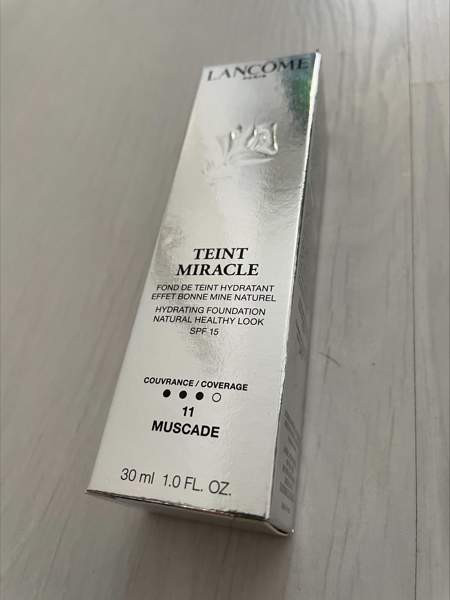 LANCÔME
PARIS
TEINT
MIRACLE
FOND DE TEINT HYDRATANT
EFFET BONNE MINE NATUREL
HYDRATING FOUNDATION
NATURAL HEALTHY LOOK
SPF 15
COUVRANCE / COVERAGE
11
MUSCADE
30 ml 1.0 FL. OZ.